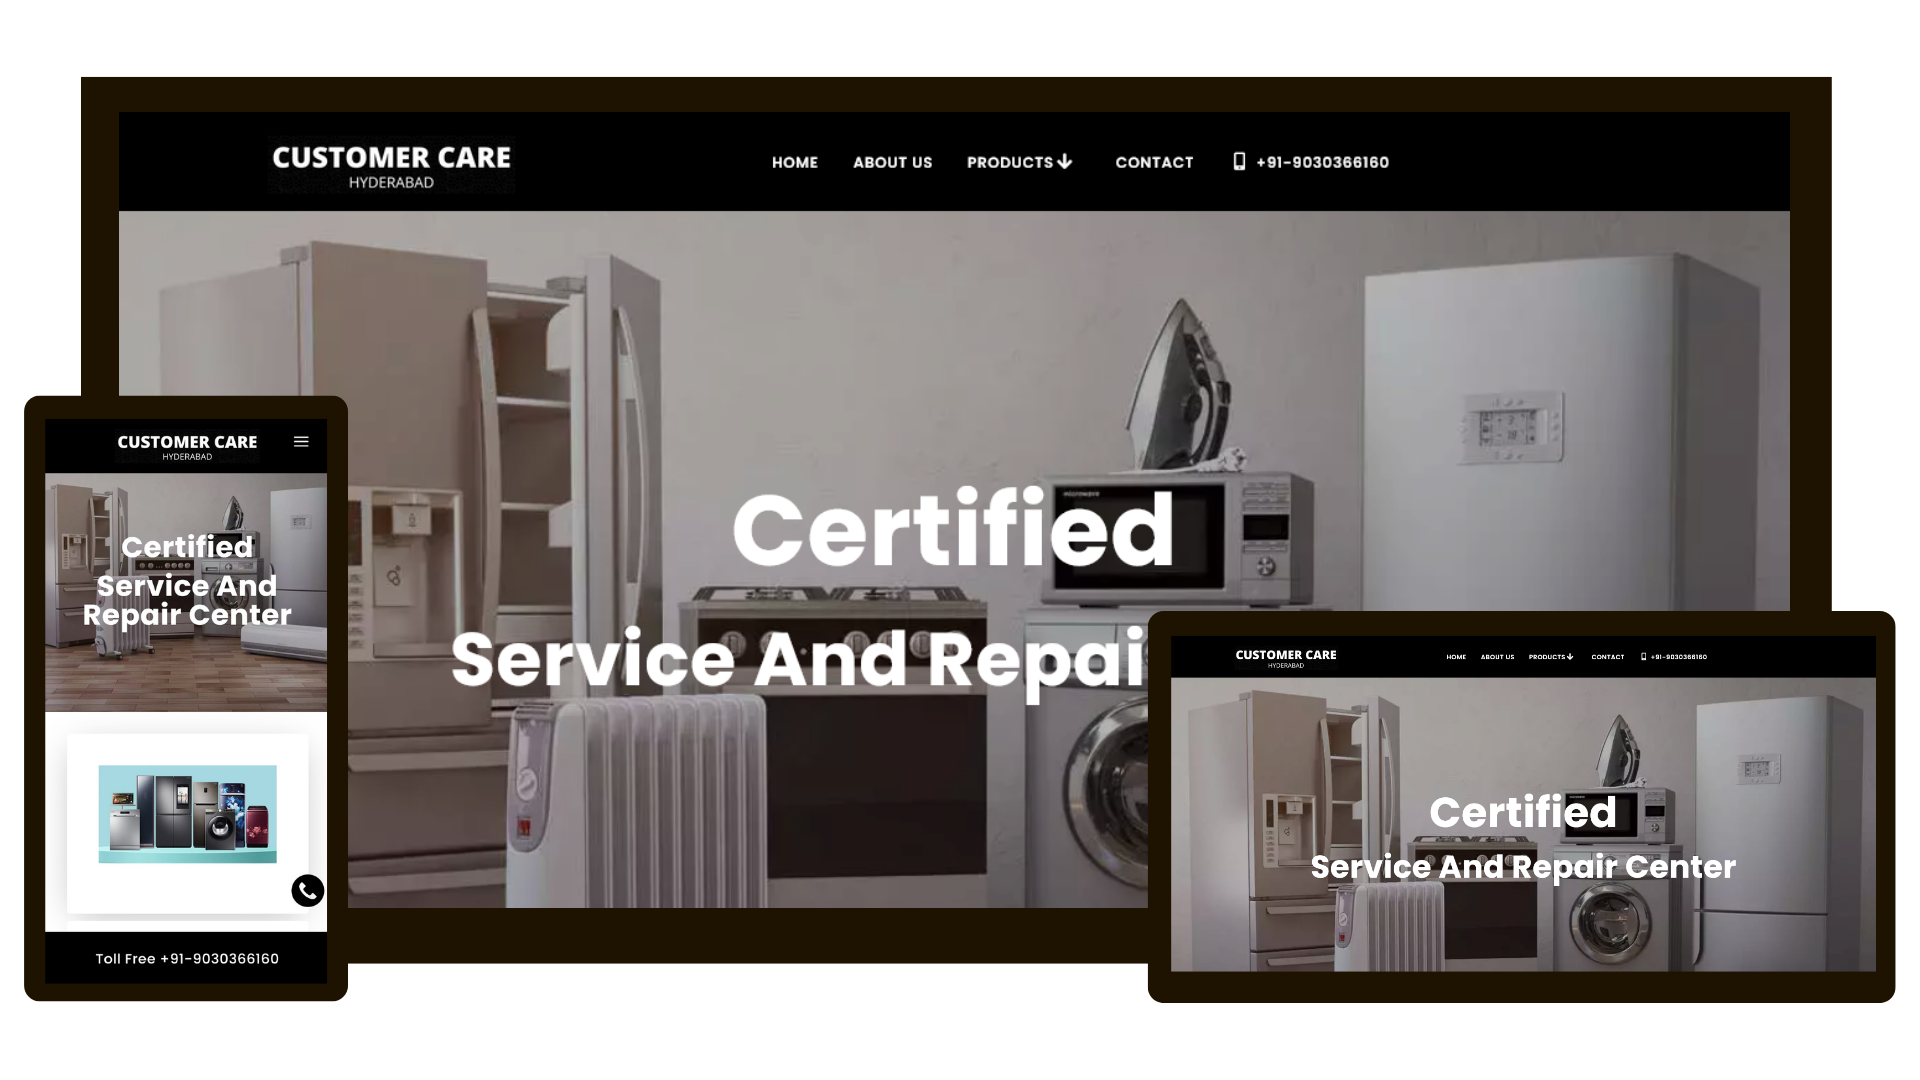 CUSTOMER CARE
HYDERABAD
HOME ABOUT US PRODUCTS CONTACT +91-9030366160
microwave
Certified
Service And Repai
CUSTOMER CARE
HYDERABAD
Certified
Service And
Repair Center
Toll Free +91-9030366160
CUSTOMER CARE
HYDERABAD
HOME ABOUT US PRODUCTS CONTACT +91-9030366160
Certified
Service And Repair Center